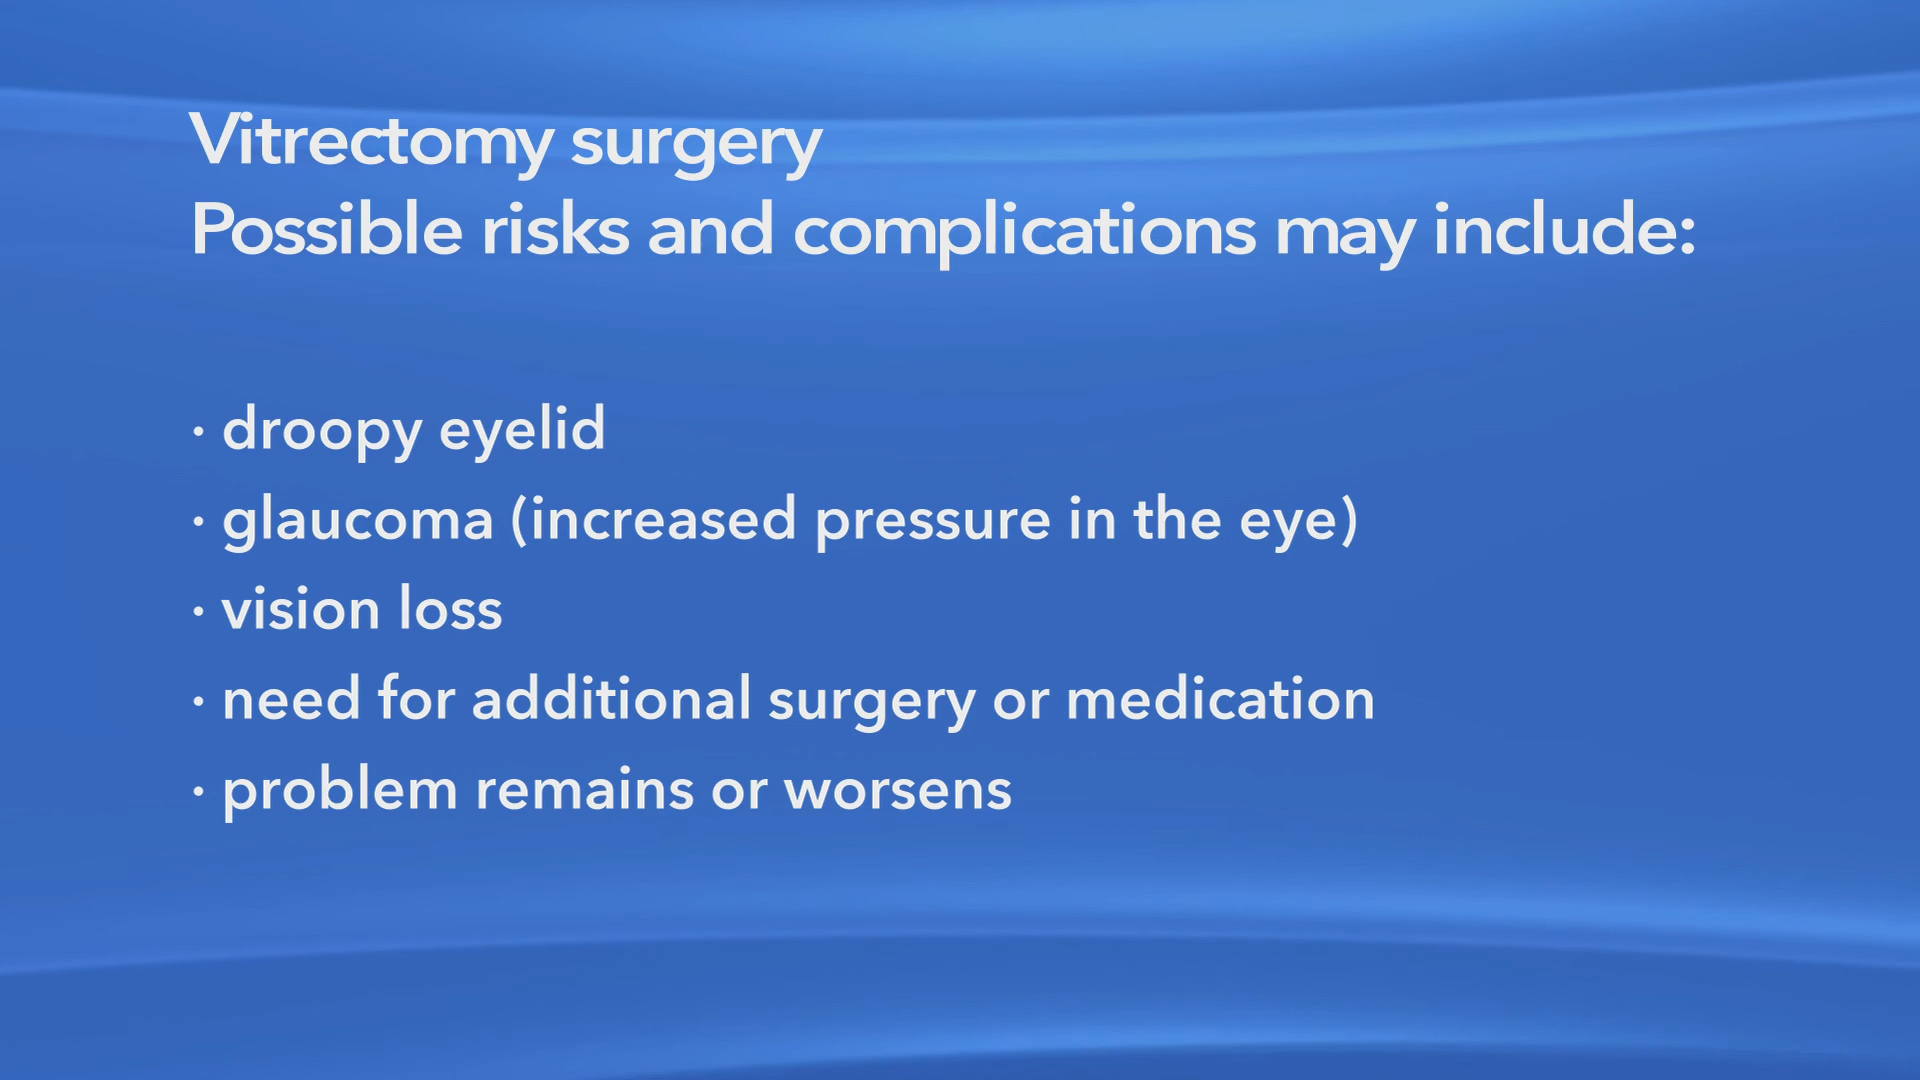 Vitrectomy surgery
Possible risks and complications may include:
· droopy eyelid
· glaucoma (increased pressure in the eye)
· vision loss
· need for additional surgery or medication
· problem remains or worsens